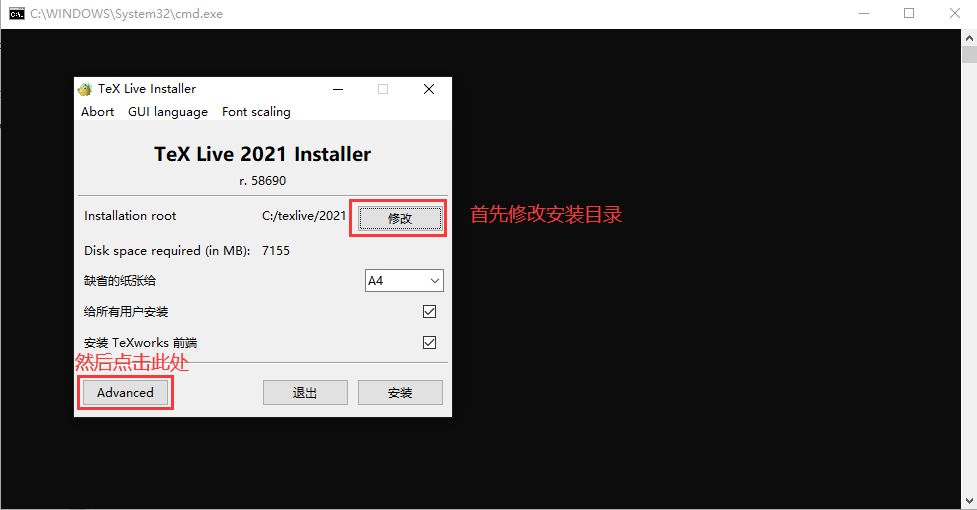 C:\WINDOWS\System32\cmd.exe
TeX Live Installer
Abort GUI language Font scaling
TeX Live 2021 Installer
r. 58690
Installation root C:/texlive/2021 修改
首先修改安装目录
Disk space required (in MB): 7155
缺省的纸张给 A4
给所有用户安装
安装 TeXworks 前端
然后点击此处
Advanced 退出 安装